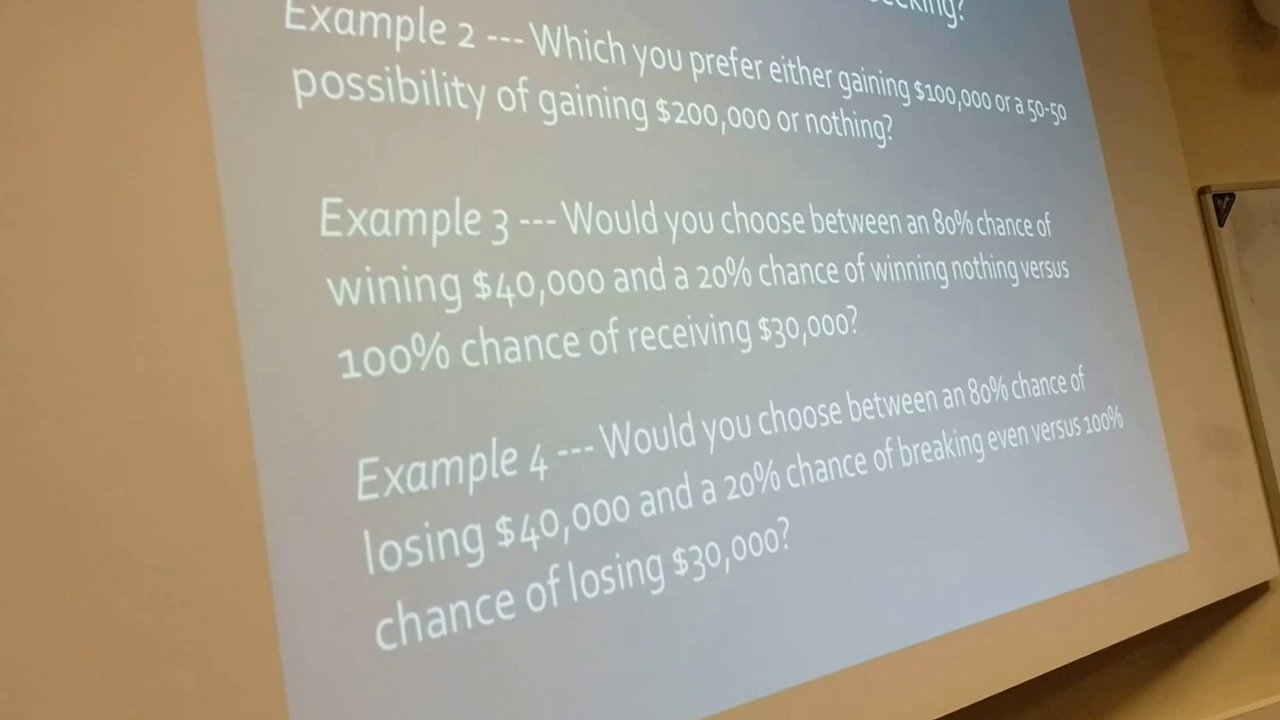 Example 2 --- Which you prefer either gaining $100,000 or a 50-50
possibility of gaining $200,000 or nothing?
Example 3 --- Would you choose between an 80% chance of
wining $40,000 and a 20% chance of winning nothing versus
100% chance of receiving $30,000?
Example 4 --- Would you choose between an 80% chance of
losing $40,000 and a 20% chance of breaking even versus 100%
chance of losing $30,000?